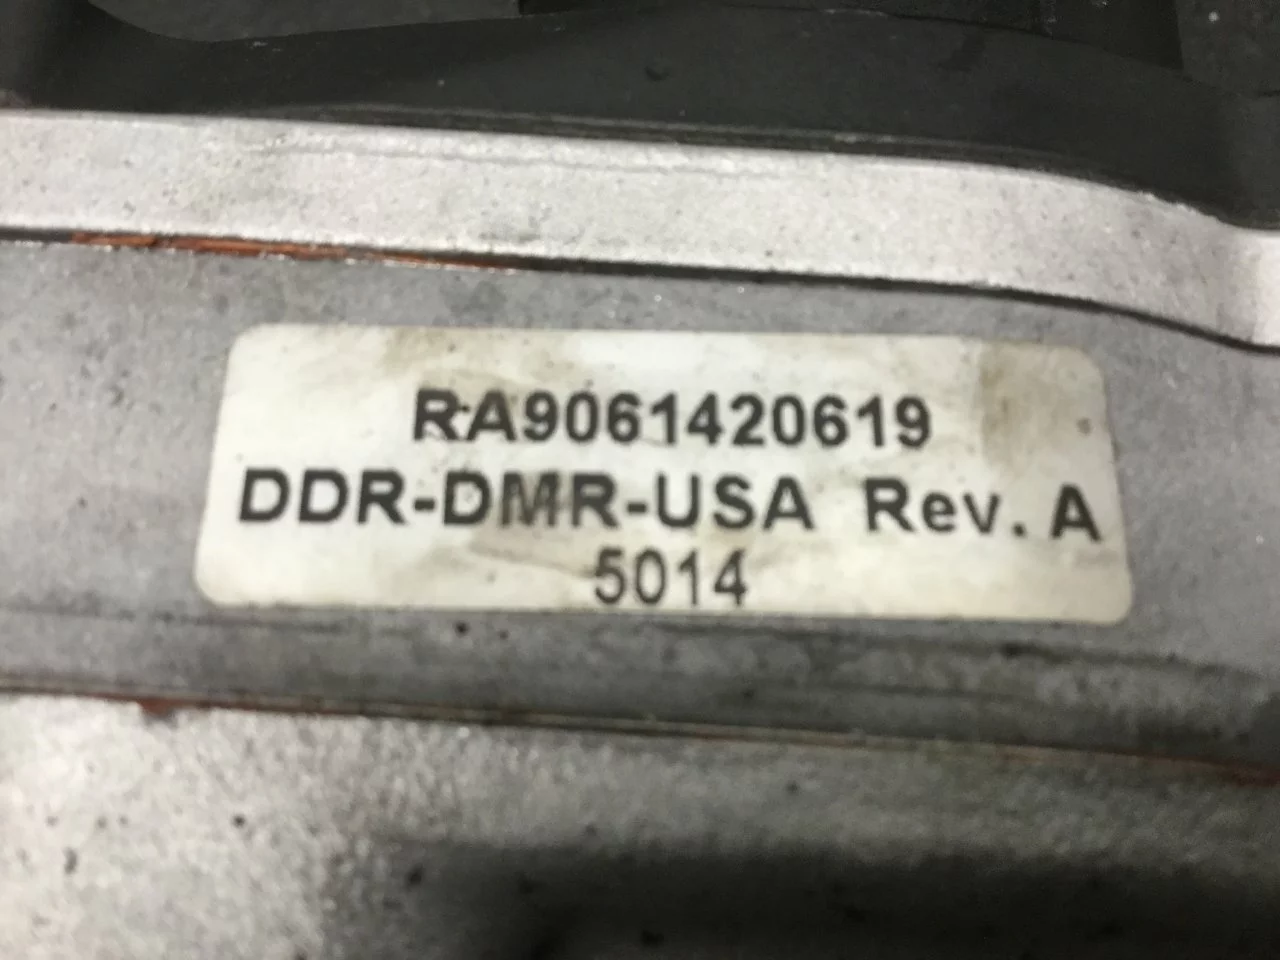 RA9061420619
DDR-DMR-USA Rev. A
5014